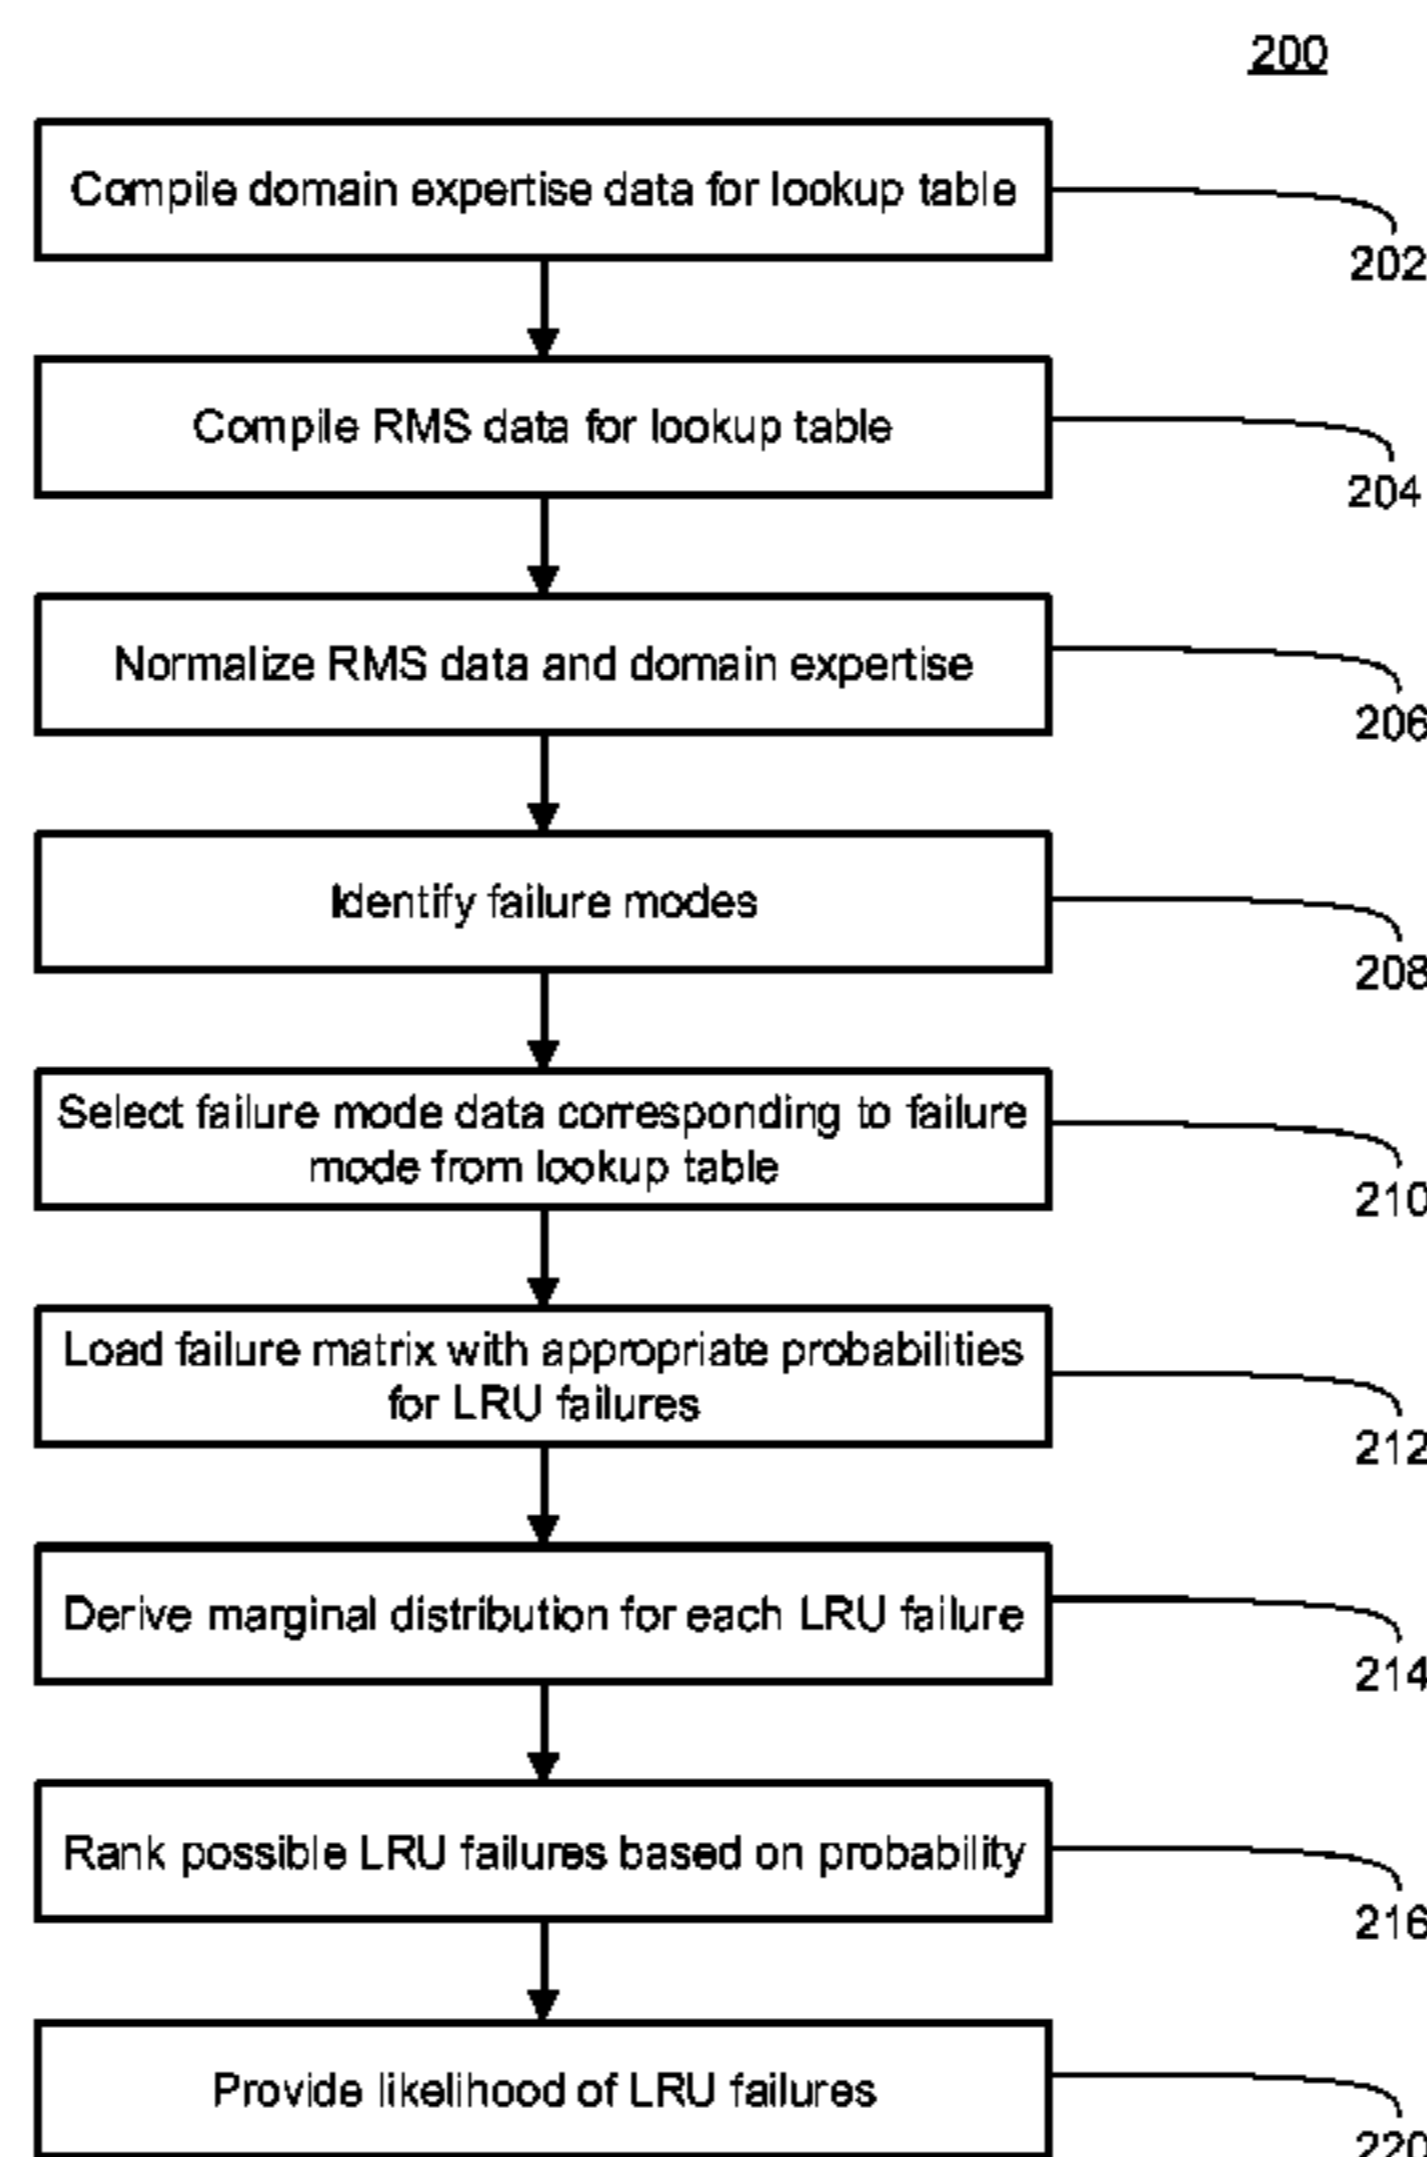 200
Compile domain expertise data for lookup table
202
Compile RMS data for lookup table
204
Normalize RMS data and domain expertise
206
Identify failure modes
208
Select failure mode data corresponding to failure
mode from lookup table
210
Load failure matrix with appropriate probabilities
for LRU failures
212
Derive marginal distribution for each LRU failure
214
Rank possible LRU failures based on probability
216
Provide likelihood of LRU failures
220